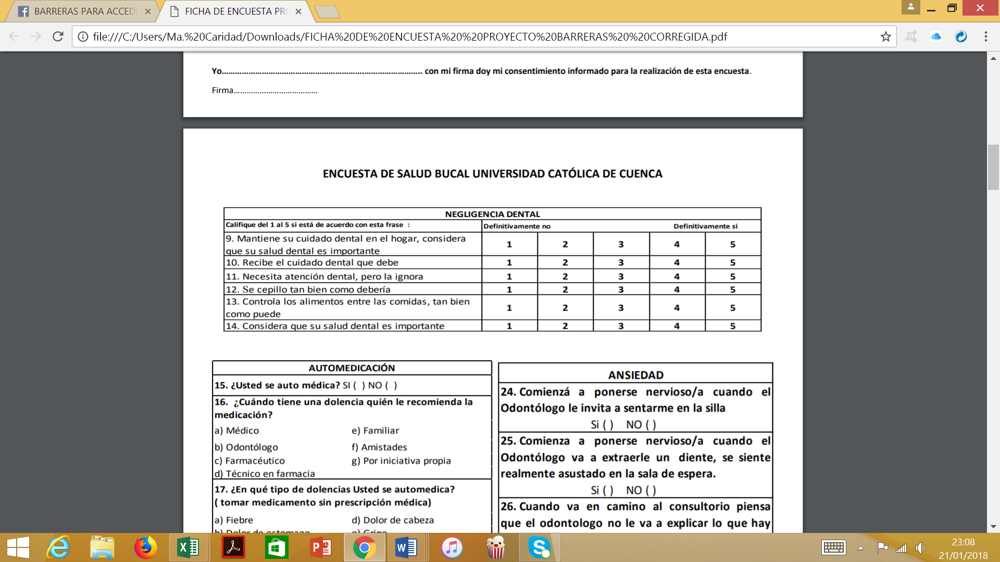 BARRERAS PARA ACCED
FICHA DE ENCUESTA PRO
file:///C:/Users/Ma.%20Caridad/Downloads/FICHA%20DE%20ENCUESTA%20%20PROYECTO%20BARRERAS%20%20CORREGIDA.pdf
Yo……………………………………………………….…………………….. con mi firma doy mi consentimiento informado para la realización de esta encuesta.
Firma…………………………………
ENCUESTA DE SALUD BUCAL UNIVERSIDAD CATÓLICA DE CUENCA
NEGLIGENCIA DENTAL
Califique del 1 al 5 si está de acuerdo con esta frase : Definitivamente no Definitivamente si
9. Mantiene su cuidado dental en el hogar, considera
que su salud dental es importante 1 2 3 4 5
10. Recibe el cuidado dental que debe 1 2 3 4 5
11. Necesita atención dental, pero la ignora 1 2 3 4 5
12. Se cepillo tan bien como debería 1 2 3 4 5
13. Controla los alimentos entre las comidas, tan bien
como puede 1 2 3 4 5
14. Considera que su salud dental es importante 1 2 3 4 5
AUTOMEDICACIÓN
15. ¿Usted se auto médica? SI ( ) NO ( )
16. ¿Cuándo tiene una dolencia quién le recomienda la
medicación?
a) Médico e) Familiar
b) Odontólogo f) Amistades
c) Farmacéutico g) Por iniciativa propia
d) Técnico en farmacia
17. ¿En qué tipo de dolencias Usted se automedica?
( tomar medicamento sin prescripción médica)
a) Fiebre d) Dolor de cabeza
b) Dolor de estomago e) Gripe
ANSIEDAD
24. Comienzá a ponerse nervioso/a cuando el
Odontólogo le invita a sentarme en la silla
Si ( ) NO ( )
25. Comienza a ponerse nervioso/a cuando el
Odontólogo va a extraerle un diente, se siente
realmente asustado en la sala de espera.
Si ( ) NO ( )
26. Cuando va en camino al consultorio piensa
que el odontologo no le va a explicar lo que hay
23:08
21/01/2018